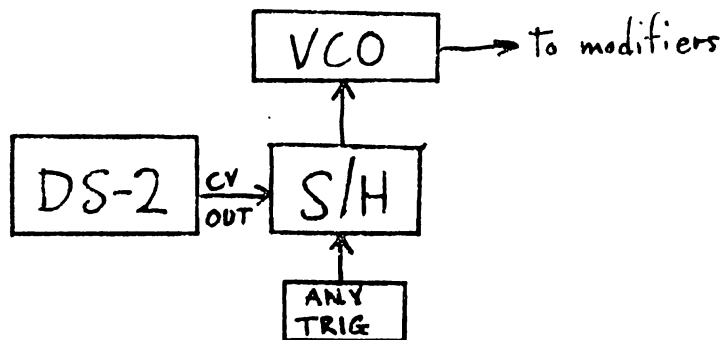 VCO
To modifiers
DS-2
CV
OUT
S/H
ANY
TRIG